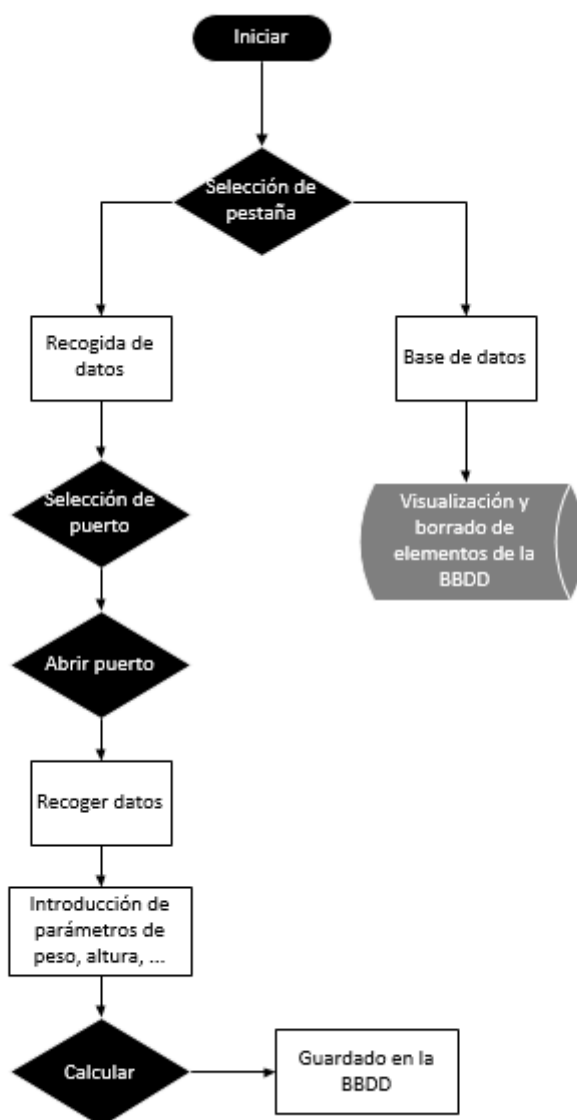 Iniciar
Selección de
pestaña
Recogida de
datos
Base de datos
Selección de
puerto
Visualización y
borrado de
elementos de la
BBDD
Abrir puerto
Recoger datos
Introducción de
parámetros de
peso, altura, ...
Calcular
Guardado en la
BBDD